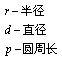 r – 半径
d – 直径
p – 圆周长